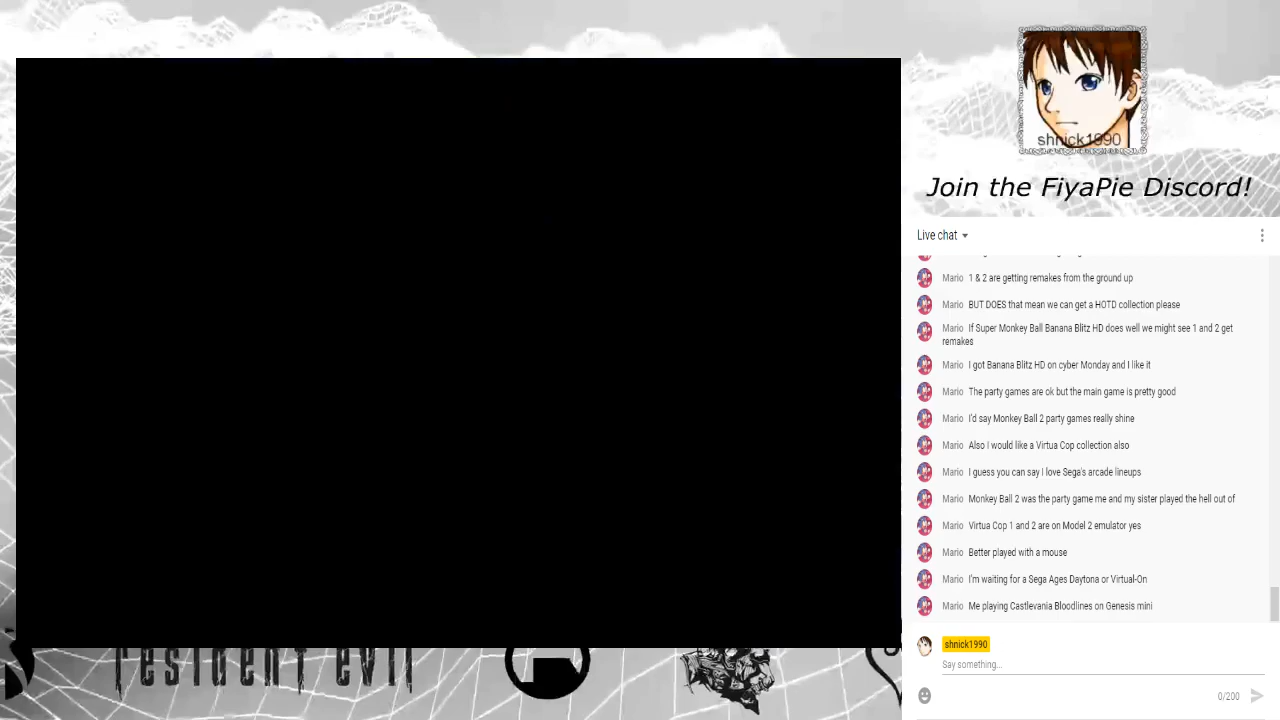 shnick1990
Join the FiyaPie Discord!
Live chat
Mario 1 & 2 are getting remakes from the ground up
Mario BUT DOES that mean we can get a HOTD collection please
Mario If Super Monkey Ball Banana Blitz HD does well we might see 1 and 2 get
remakes
Mario I got Banana Blitz HD on cyber Monday and I like it
Mario The party games are ok but the main game is pretty good
Mario I'd say Monkey Ball 2 party games really shine
Mario Also I would like a Virtua Cop collection also
Mario I guess you can say I love Sega's arcade lineups
Mario Monkey Ball 2 was the party game me and my sister played the hell out of
Mario Virtua Cop 1 and 2 are on Model 2 emulator yes
Mario Better played with a mouse
Mario I'm waiting for a Sega Ages Daytona or Virtual-On
Mario Me playing Castlevania Bloodlines on Genesis mini
shnick1990
Say something...
0/200
resident evil